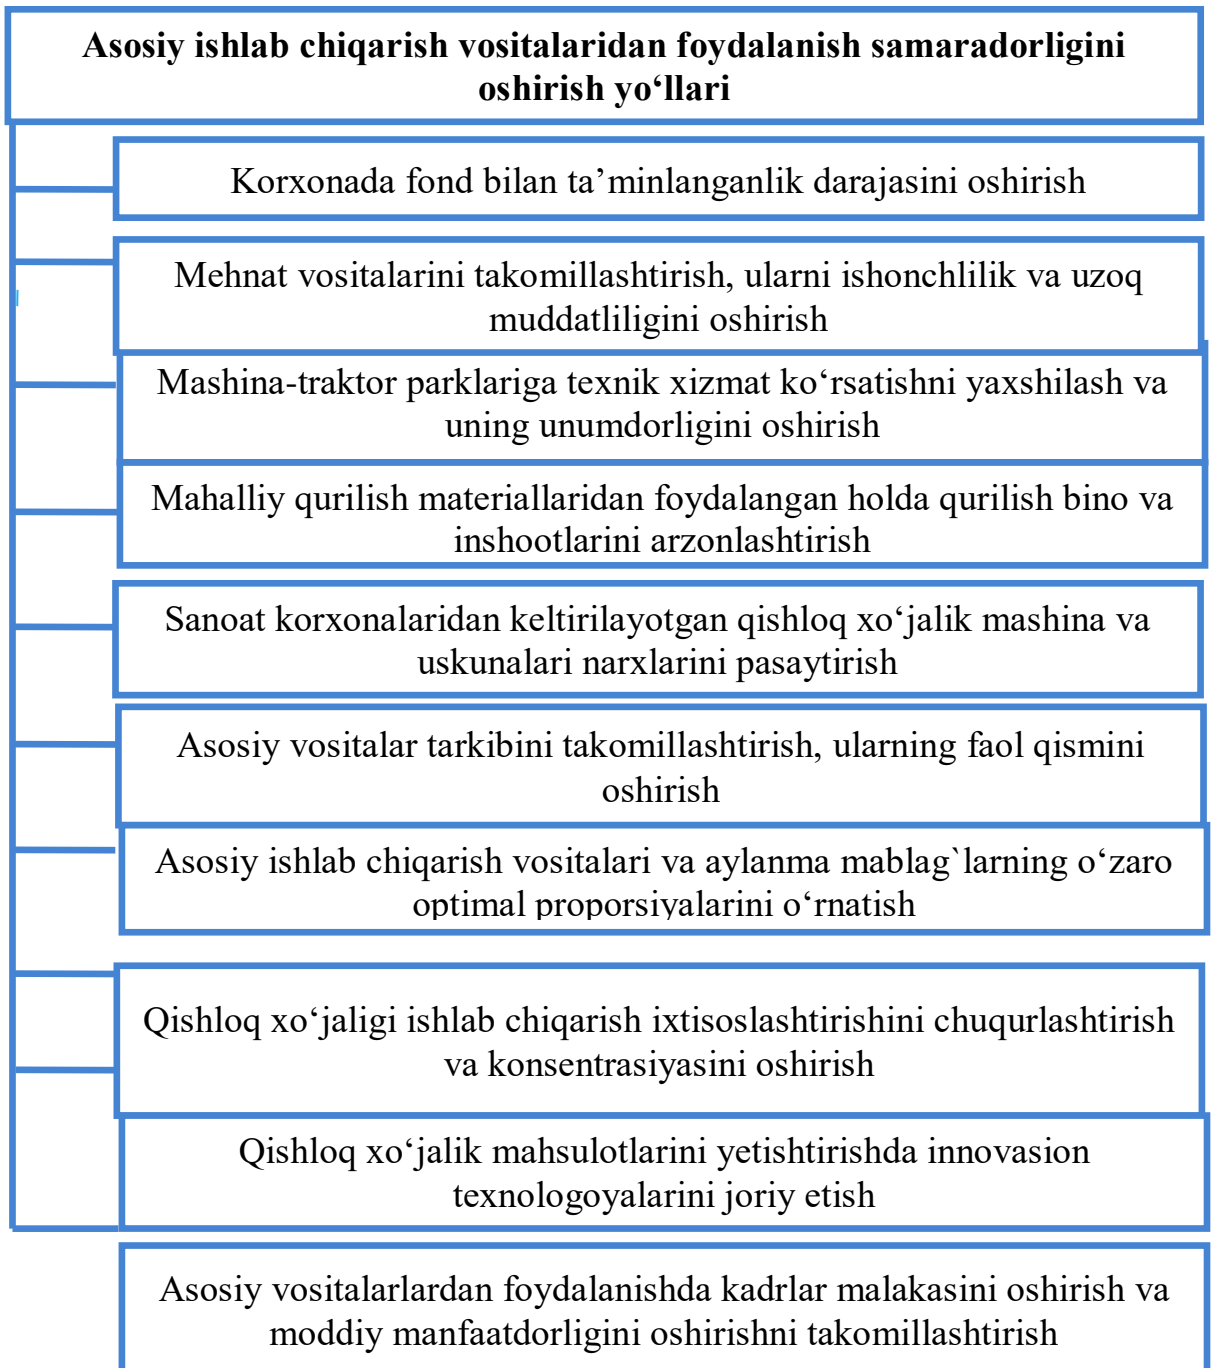 Asosiy ishlab chiqarish vositalaridan foydalanish samaradorligini
oshirish yo‘llari
Korxonada fond bilan ta’minlanganlik darajasini oshirish
Mehnat vositalarini takomillashtirish, ularni ishonchlilik va uzoq
muddatliligini oshirish
Mashina-traktor parklariga texnik xizmat ko‘rsatishni yaxshilash va
uning unumdorligini oshirish
Mahalliy qurilish materiallaridan foydalangan holda qurilish bino va
inshootlarini arzonlashtirish
Sanoat korxonalaridan keltirilayotgan qishloq xo‘jalik mashina va
uskunalari narxlarini pasaytirish
Asosiy vositalar tarkibini takomillashtirish, ularning faol qismini
oshirish
Asosiy ishlab chiqarish vositalari va aylanma mablag`larning o‘zaro
optimal proporsiyalarini o‘rnatish
Qishloq xo‘jaligi ishlab chiqarish ixtisoslashtirishini chuqurlashtirish
va konsentrasiyasini oshirish
Qishloq xo‘jalik mahsulotlarini yetishtirishda innovasion
texnologoyalarini joriy etish
Asosiy vositalarlardan foydalanishda kadrlar malakasini oshirish va
moddiy manfaatdorligini oshirishni takomillashtirish